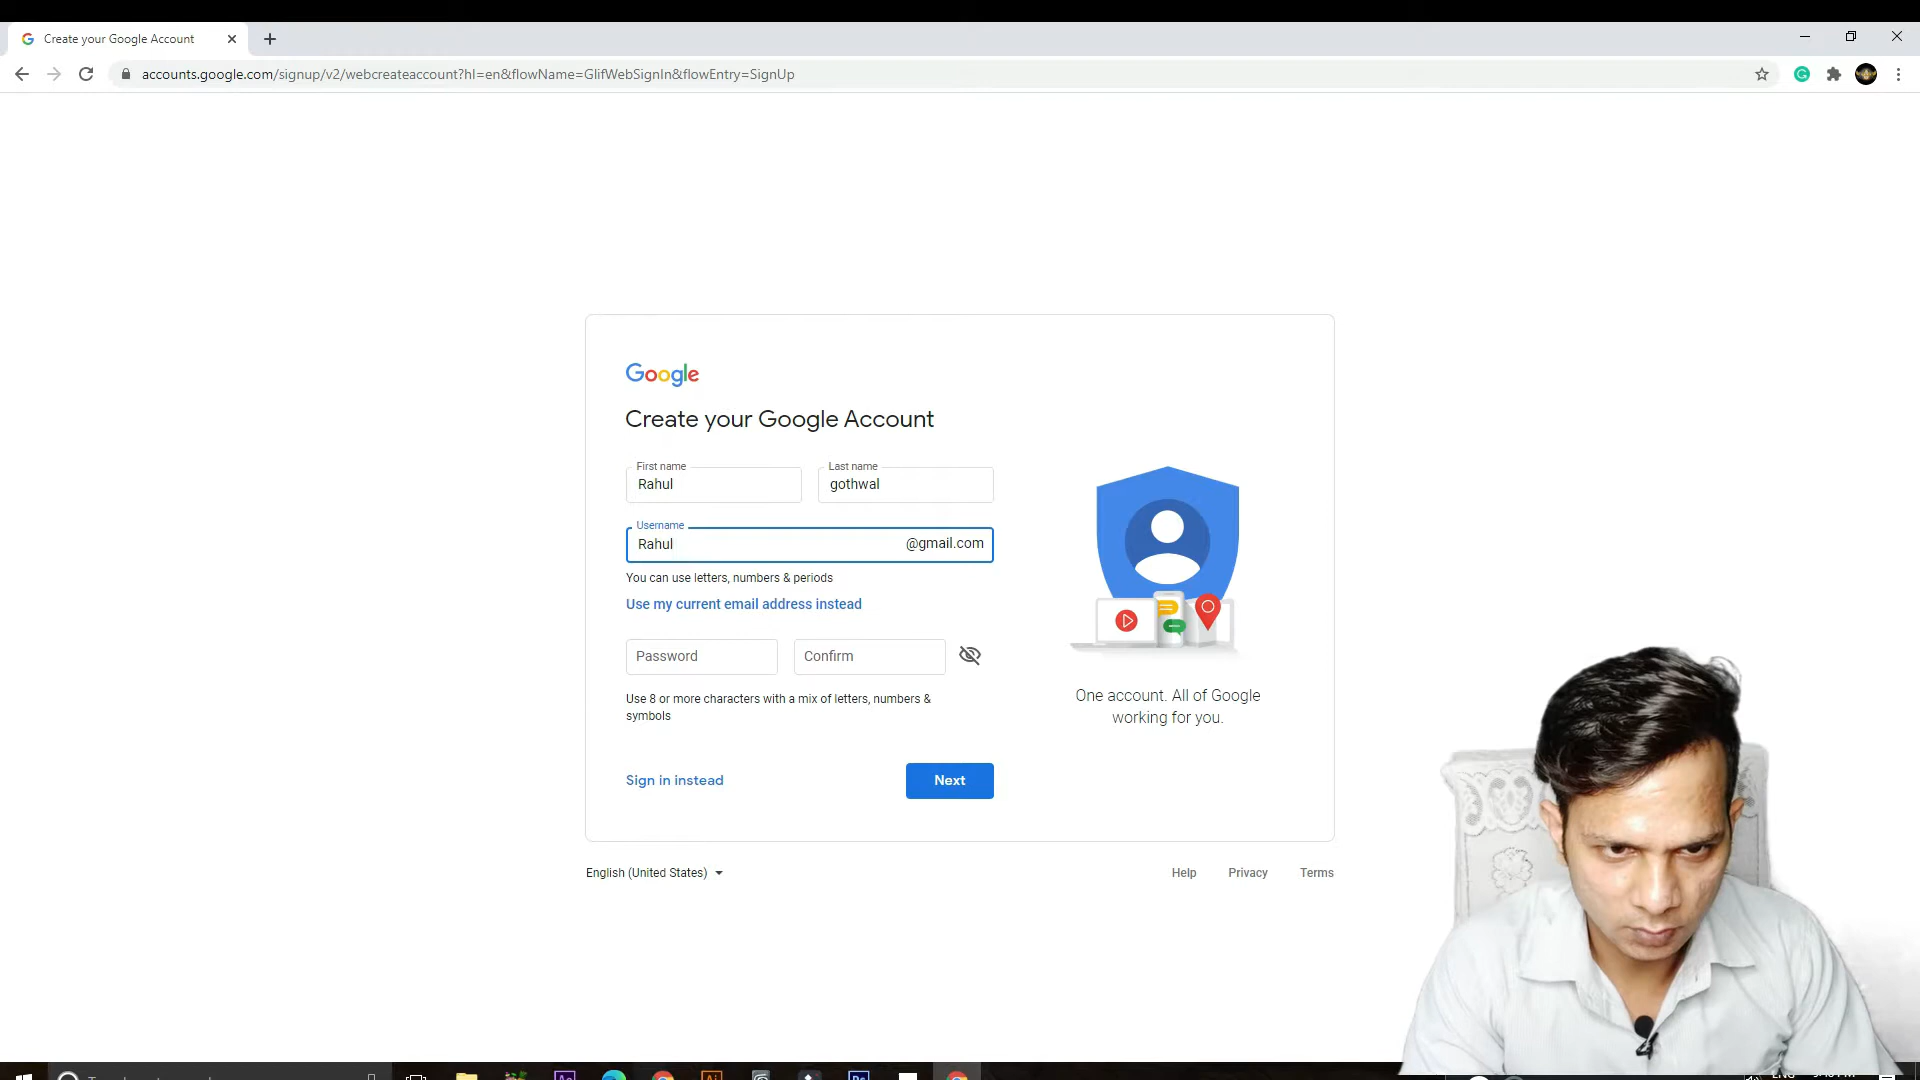 Create your Google Account
accounts.google.com/signup/v2/webcreateaccount?hl=en&flowName=GlifWebSignIn&flowEntry=SignUp
Google
Create your Google Account
First name
Rahul
Last name
gothwal
Username
Rahul
@gmail.com
You can use letters, numbers & periods
Use my current email address instead
Password
Confirm
Use 8 or more characters with a mix of letters, numbers &
symbols
One account. All of Google
working for you.
Sign in instead
Next
English (United States)
Help
Privacy
Terms
Ae
Ai
Ps